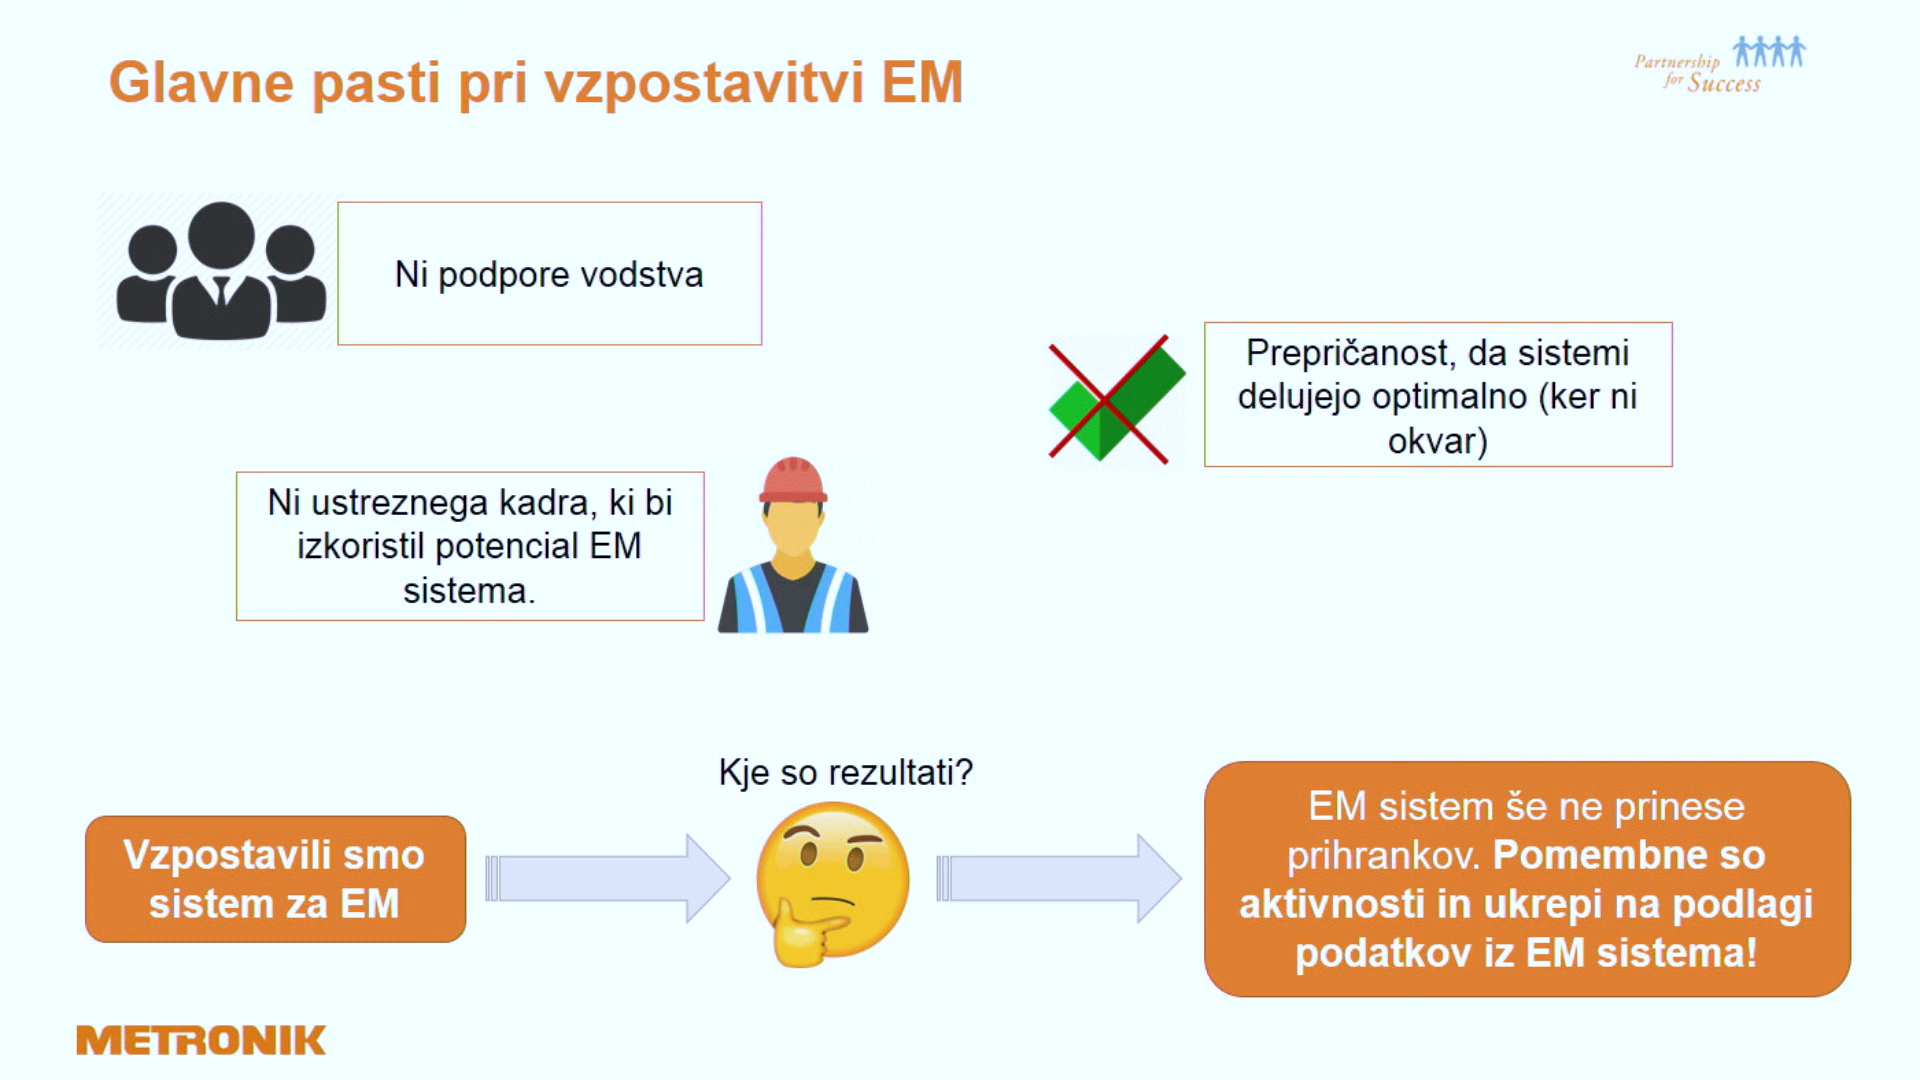 Glavne pasti pri vzpostavitvi EM
Partnership
for Success
Ni podpore vodstva
Prepričanost, da sistemi
delujejo optimalno (ker ni
okvar)
Ni ustreznega kadra, ki bi
izkoristil potencial EM
sistema.
Kje so rezultati?
Vzpostavili smo
sistem za EM
EM sistem še ne prinese
prihrankov. Pomembne so
aktivnosti in ukrepi na podlagi
podatkov iz EM sistema!
METRONIK